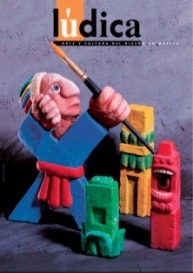 lúdica
ARTE Y CULTURA DEL DISEÑO EN MÉXICO